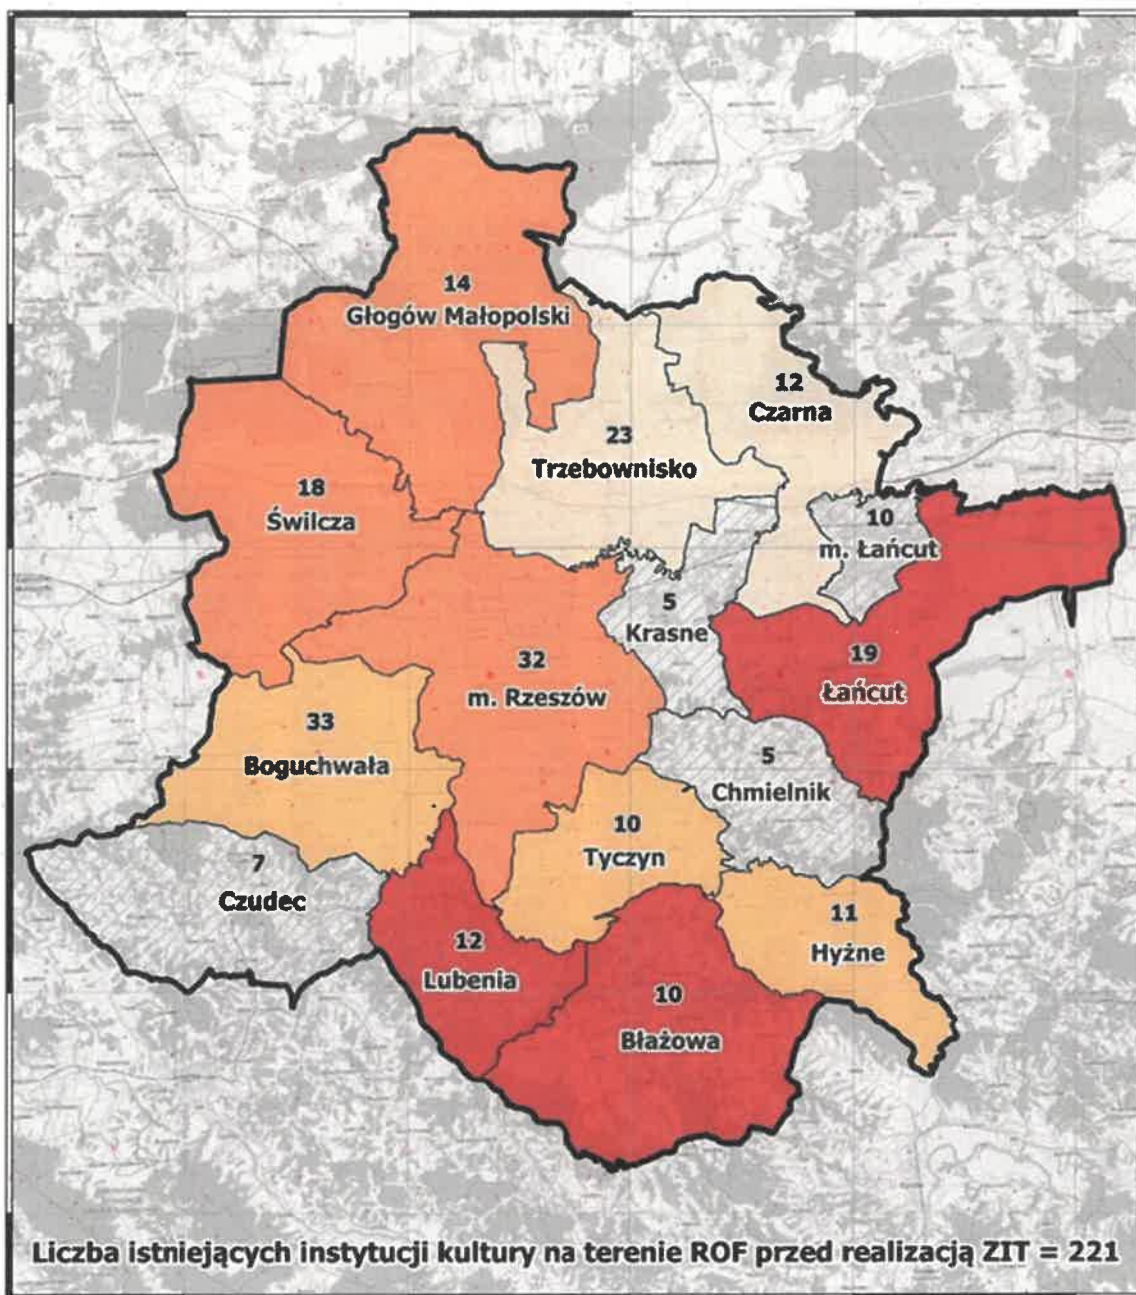 14
Głogów Małopolski
12
Czarna
23
Trzebownisko
18
Świlcza
10
m. Łańcut
5
Krasne
19
Łańcut
32
m. Rzeszów
33
Boguchwała
5
Chmielnik
10
Tyczyn
7
Czudec
11
Hyżne
12
Lubenia
10
Błażowa
Liczba istniejących instytucji kultury na terenie ROF przed realizacją ZIT = 221